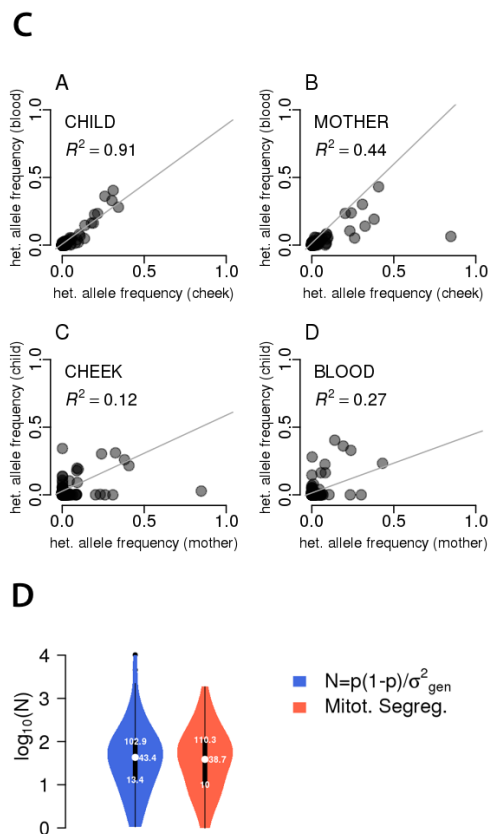 C
A
CHILD
R² = 0.91
het. allele frequency (blood)
0.0 0.5 1.0
0.0 0.5 1.0
het. allele frequency (cheek)
B
MOTHER
R² = 0.44
het. allele frequency (blood)
0.0 0.5 1.0
0.0 0.5 1.0
het. allele frequency (cheek)
C
CHEEK
R² = 0.12
het. allele frequency (child)
0.0 0.5 1.0
0.0 0.5 1.0
het. allele frequency (mother)
D
BLOOD
R² = 0.27
het. allele frequency (child)
0.0 0.5 1.0
0.0 0.5 1.0
het. allele frequency (mother)
D
log₁₀(N)
4
3
2
1
0
102.9
43.4
13.4
110.3
38.7
10
N=p(1-p)/σ²gen
Mitot. Segreg.